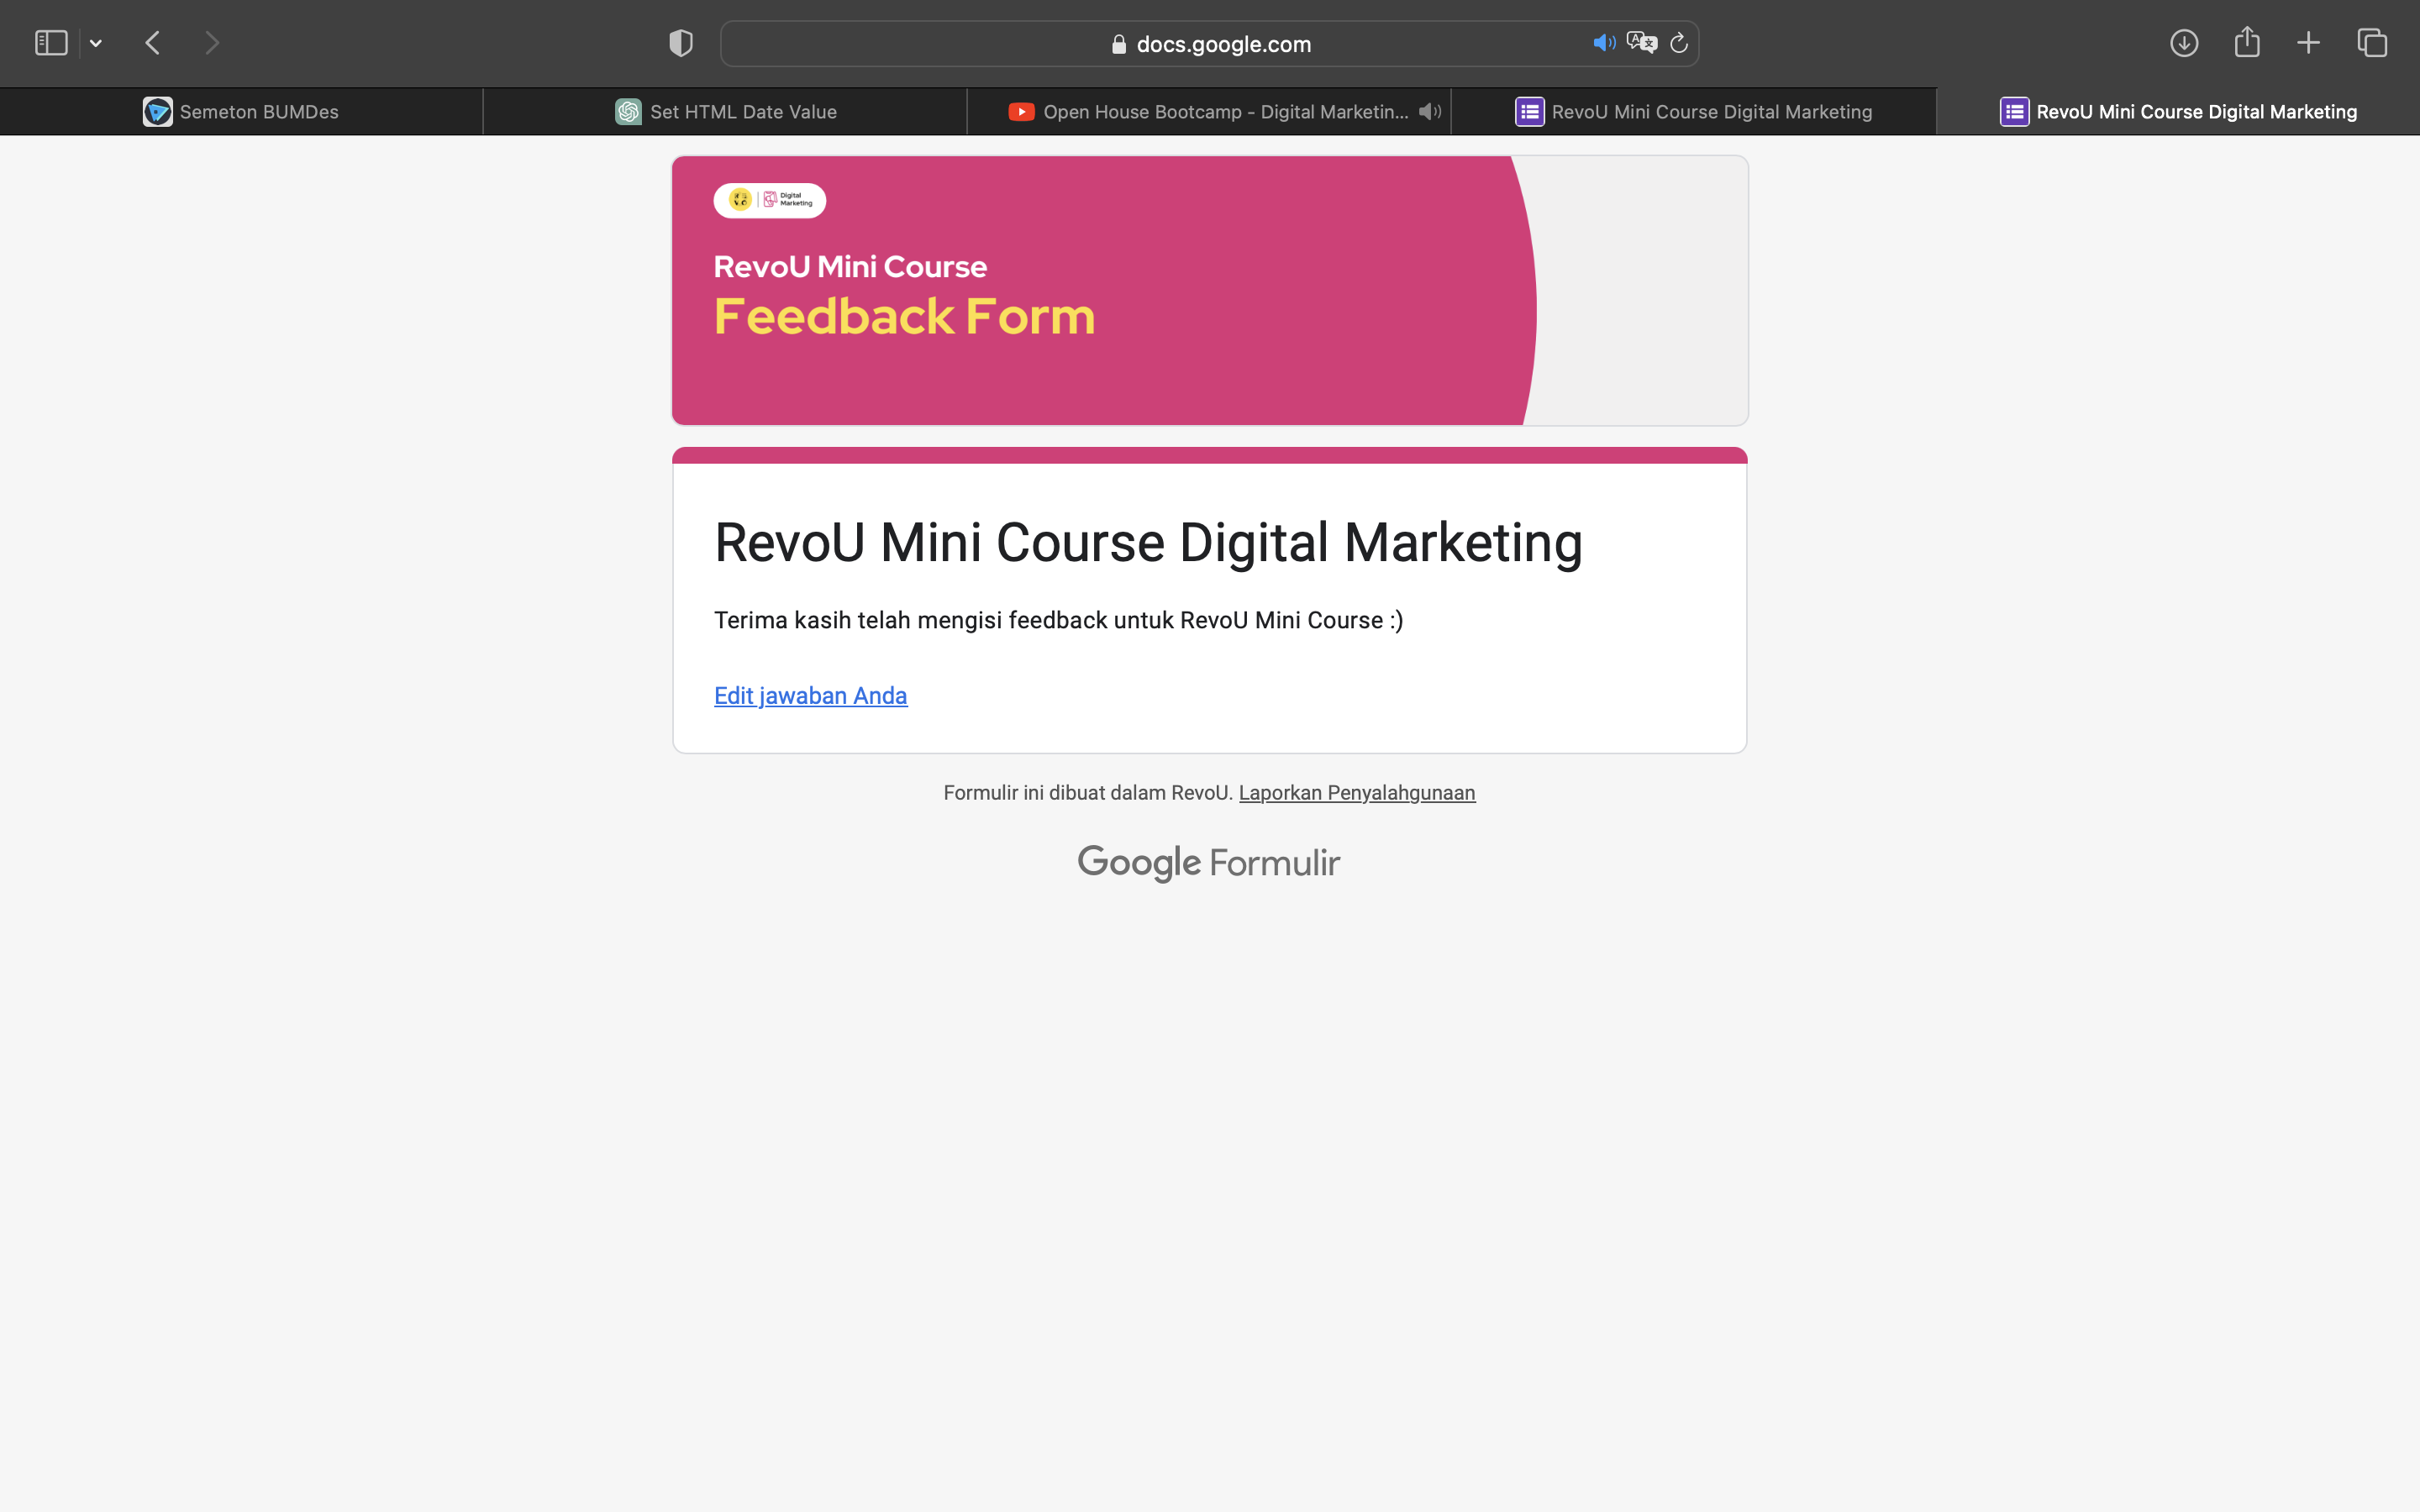 docs.google.com
Semeton BUMDes
Set HTML Date Value
Open House Bootcamp - Digital Marketin...
RevoU Mini Course Digital Marketing
RevoU Mini Course Digital Marketing
Digital
Marketing
RevoU Mini Course
Feedback Form
RevoU Mini Course Digital Marketing
Terima kasih telah mengisi feedback untuk RevoU Mini Course :)
Edit jawaban Anda
Formulir ini dibuat dalam RevoU. Laporkan Penyalahgunaan
Google Formulir